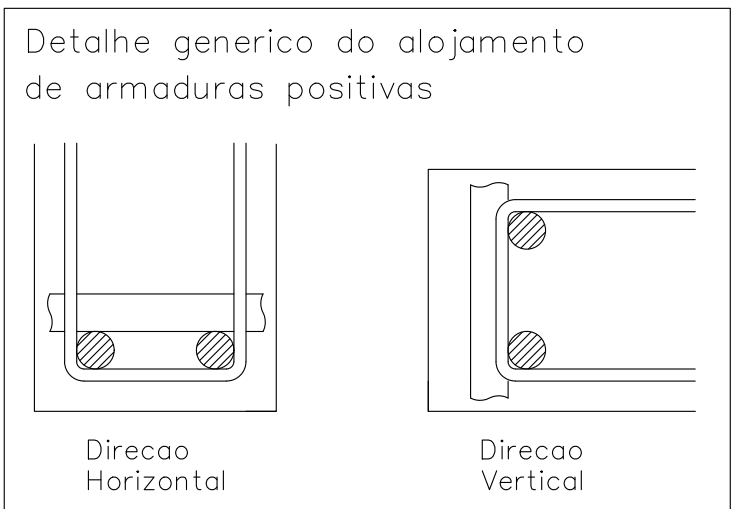 Detalhe generico do alojamento
de armaduras positivas
Direcao
Horizontal
Direcao
Vertical